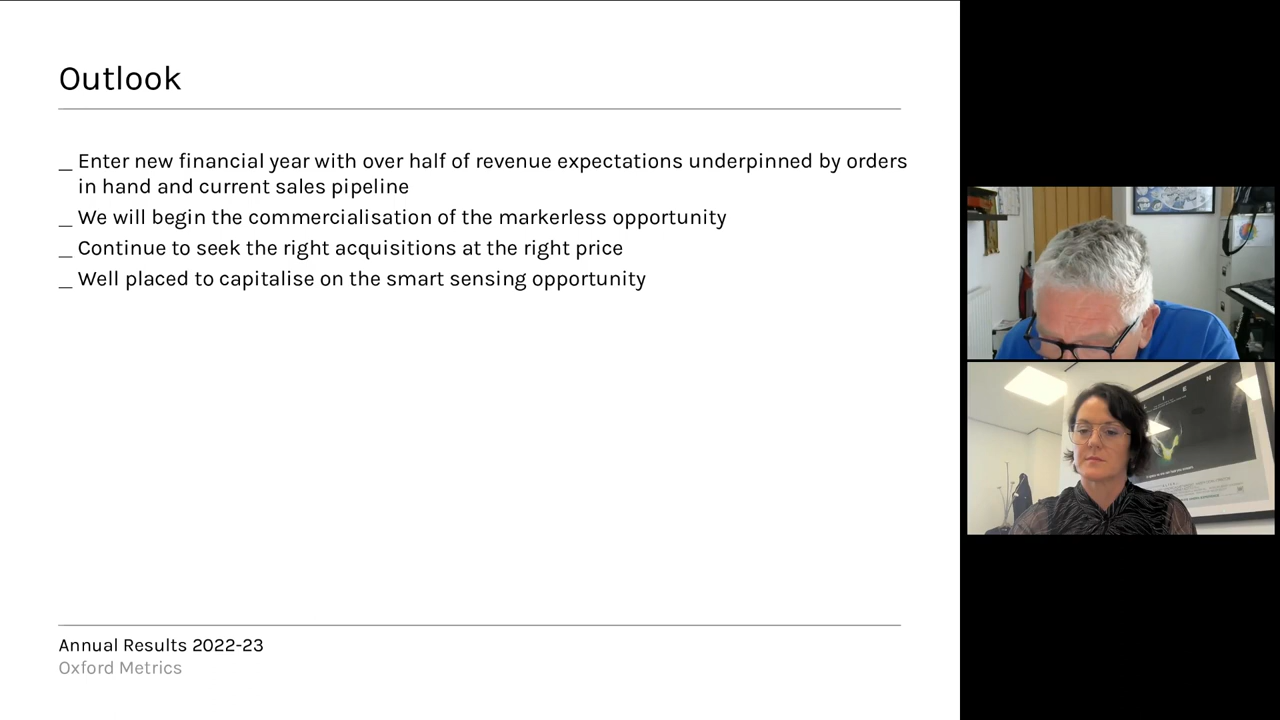 Outlook
_ Enter new financial year with over half of revenue expectations underpinned by orders
in hand and current sales pipeline
_ We will begin the commercialisation of the markerless opportunity
_ Continue to seek the right acquisitions at the right price
_ Well placed to capitalise on the smart sensing opportunity
Annual Results 2022-23
Oxford Metrics
L I E N